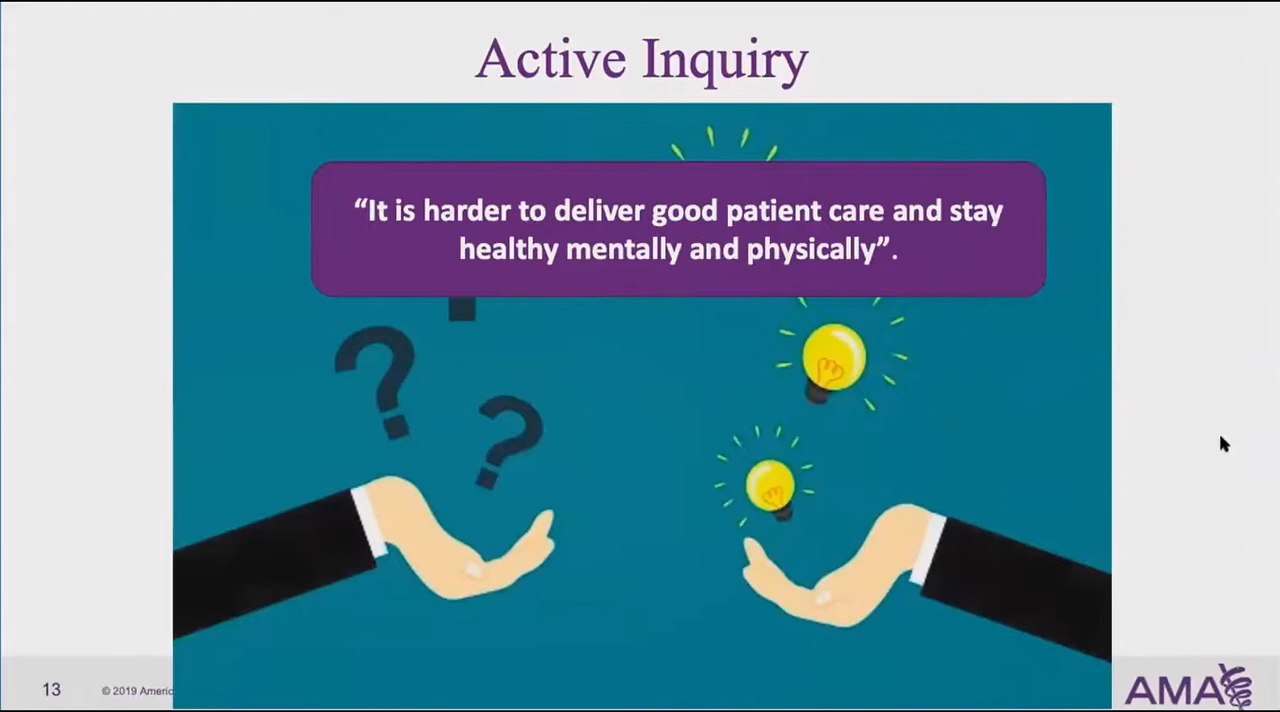 Active Inquiry
“It is harder to deliver good patient care and stay
healthy mentally and physically”.
13
© 2019 Americ
AMA